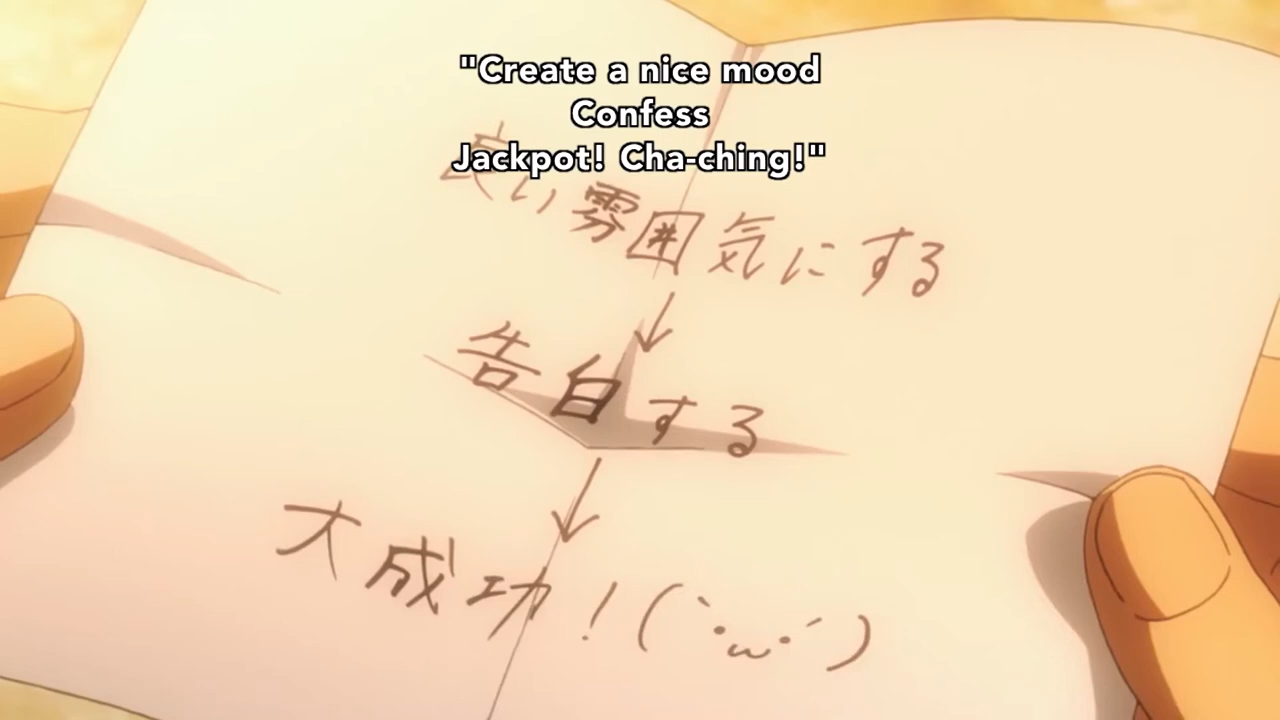 "Create a nice mood
Confess
Jackpot! Cha-ching!"
良い雰囲気にする
↓
告白する
↓
大成功！(｀･ω･´)